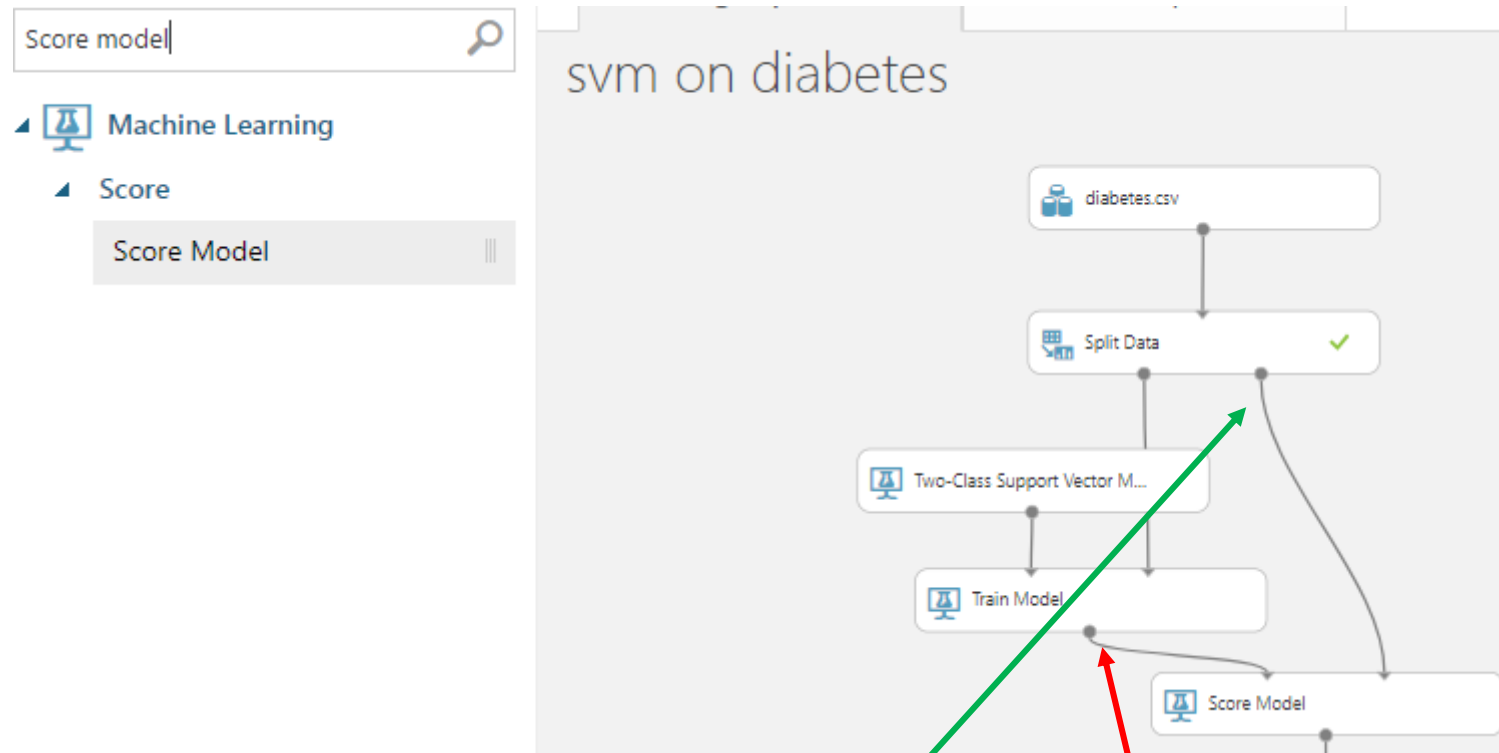 Score model
Machine Learning
Score
Score Model
svm on diabetes
diabetes.csv
Split Data
Two-Class Support Vector M...
Train Model
Score Model